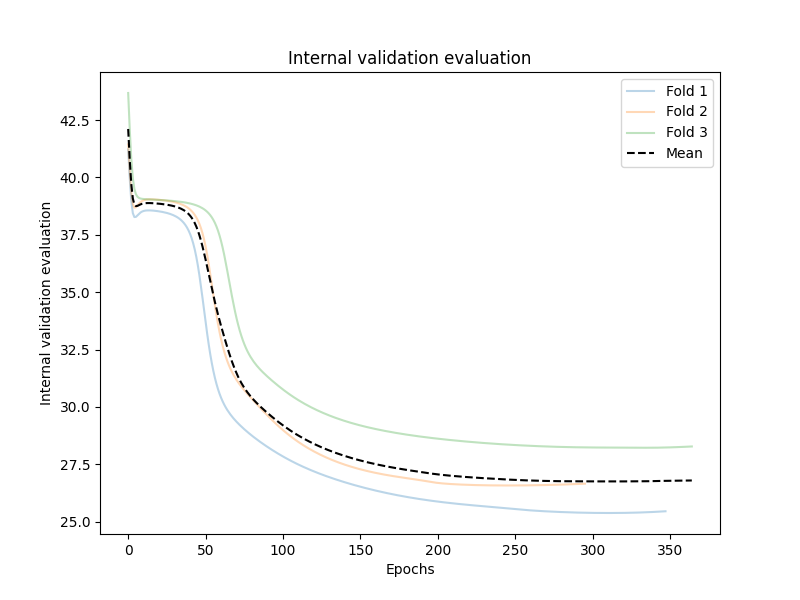 Internal validation evaluation
Fold 1
Fold 2
Fold 3
Mean
Internal validation evaluation
42.5
40.0
37.5
35.0
32.5
30.0
27.5
25.0
0 50 100 150 200 250 300 350
Epochs